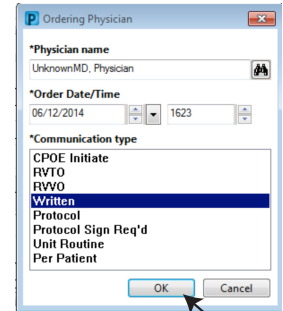 Ordering Physician
*Physician name
UnknownMD, Physician
*Order Date/Time
06/12/2014 1623
*Communication type
CPOE Initiate
RVTO
RVVO
Written
Protocol
Protocol Sign Req'd
Unit Routine
Per Patient
OK Cancel